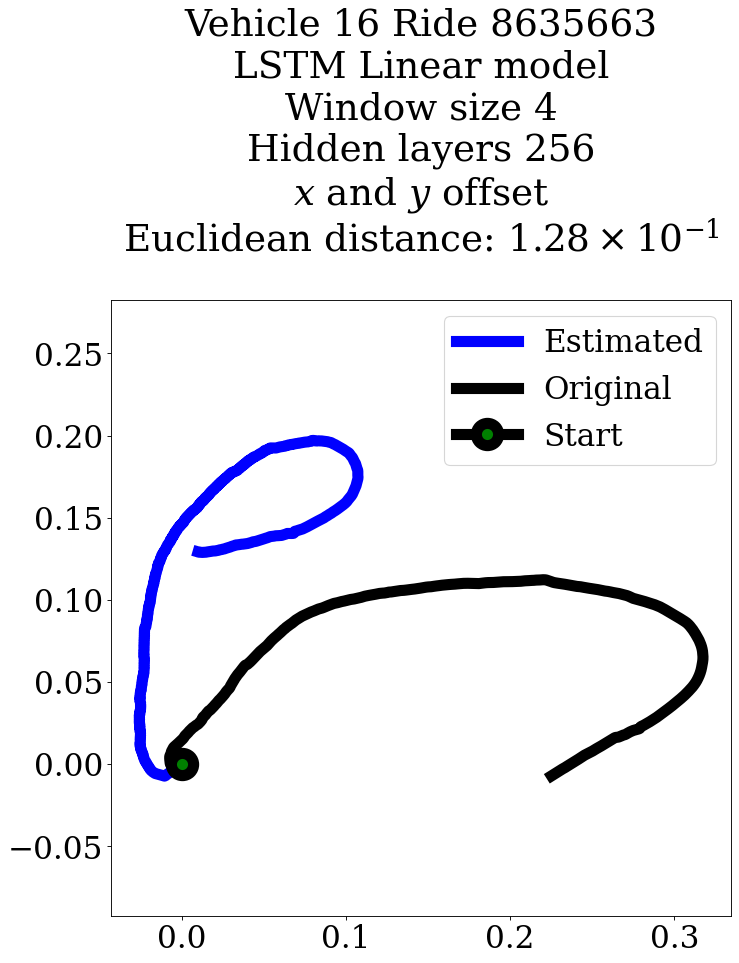 Vehicle 16 Ride 8635663
LSTM Linear model
Window size 4
Hidden layers 256
x and y offset
Euclidean distance: 1.28 × 10⁻¹
Estimated
Original
Start
0.25
0.20
0.15
0.10
0.05
0.00
−0.05
0.0 0.1 0.2 0.3